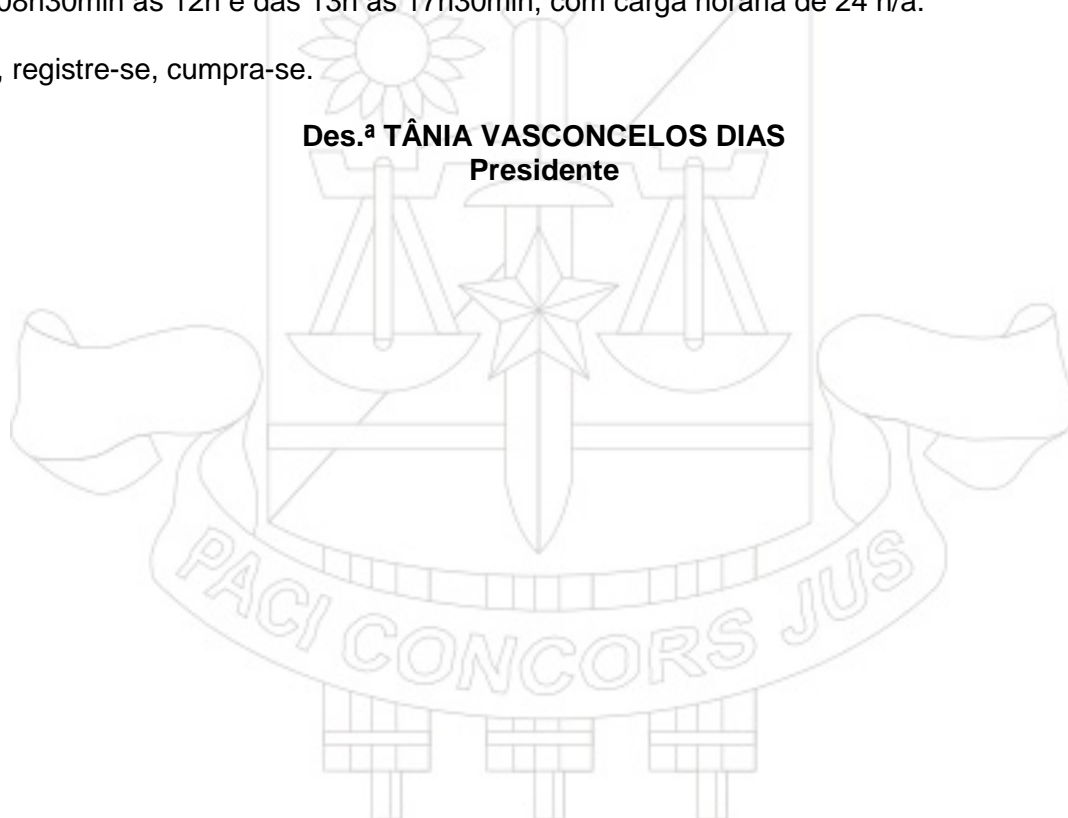 08h30min às 12h e das 13h às 17h30min, com carga horária de 24 h/a.
, registre-se, cumpra-se.
Des.ª TÂNIA VASCONCELOS DIAS
Presidente
PACI CONCORS JUS